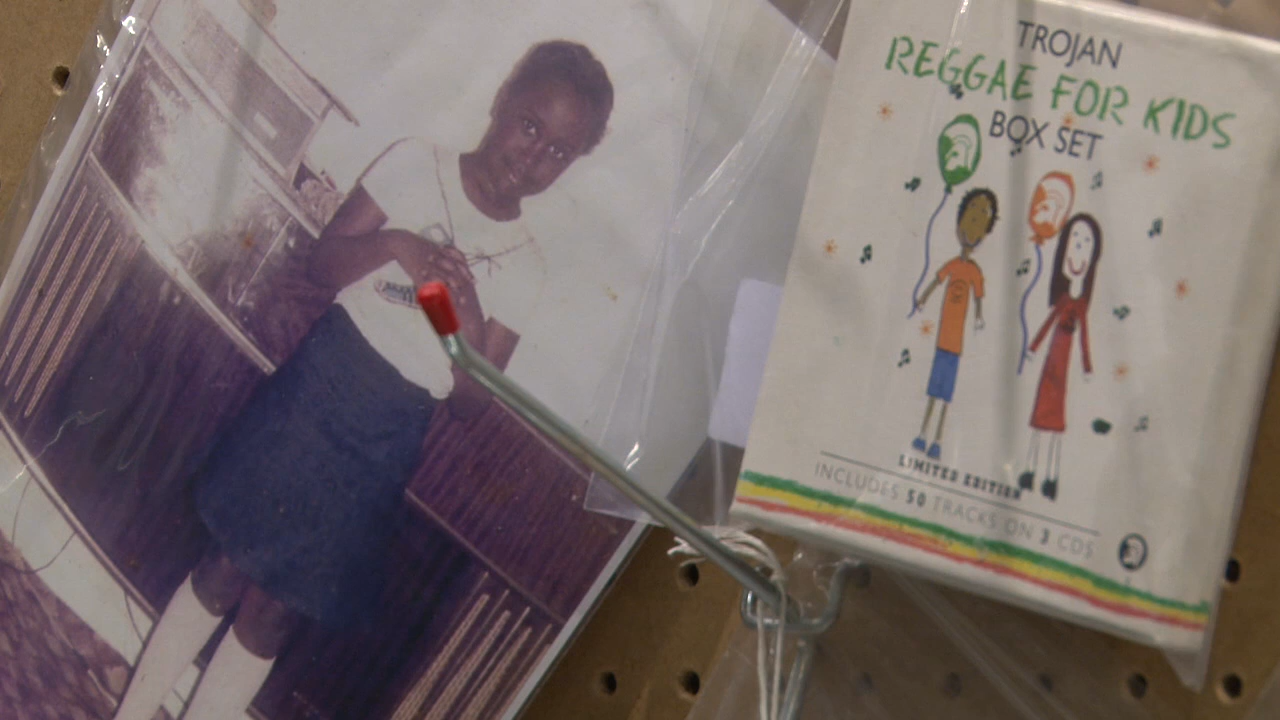 TROJAN
REGGAE FOR KIDS
BOX SET
LIMITED EDITION
INCLUDES 50 TRACKS ON 3 CDS